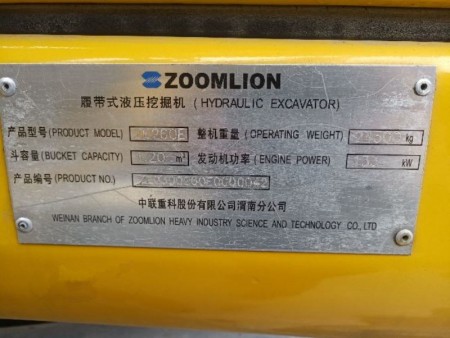 ZOOMLION
履带式液压挖掘机 (HYDRAULIC EXCAVATOR)
产品型号(PRODUCT MODEL) 整机重量(OPERATING WEIGHT) kg
斗容量(BUCKET CAPACITY) m³ 发动机功率(ENGINE POWER) kW
产品编号(PRODUCT NO.)
中联重科股份有限公司渭南分公司
WEINAN BRANCH OF ZOOMLION HEAVY INDUSTRY SCIENCE AND TECHNOLOGY CO.,LTD